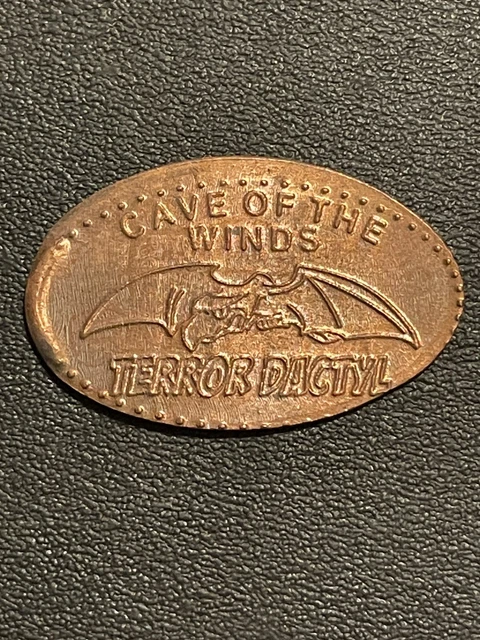 CAVE OF THE
WINDS
TERROR DACTYL